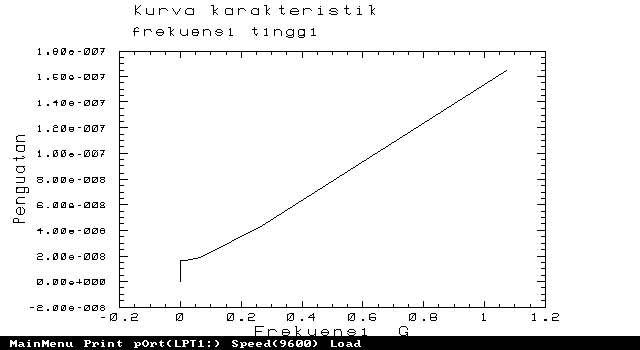 Kurva karakteristik
frekuensi tinggi
1.80e-007
1.60e-007
1.40e-007
1.20e-007
1.00e-007
8.00e-008
6.00e-008
4.00e-008
2.00e-008
0.00e+000
-2.00e-008
Penguatan
-0.2 0 0.2 0.4 0.6 0.8 1 1.2
Frekuensi G
MainMenu Print pOrt(LPT1:) Speed(9600) Load